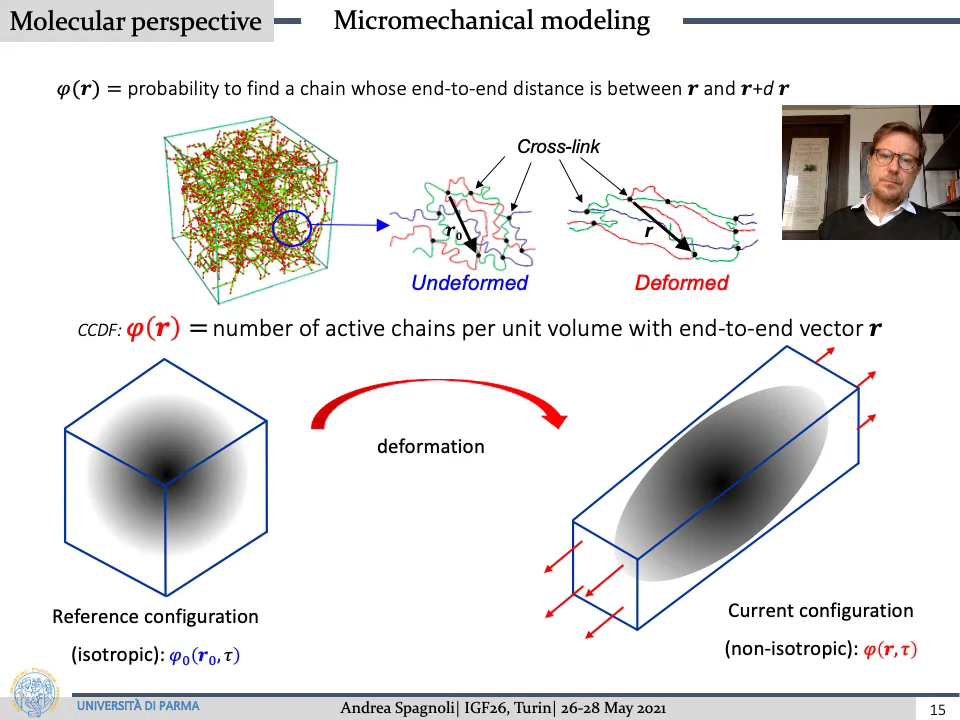 Molecular perspective
Micromechanical modeling
φ(r) = probability to find a chain whose end-to-end distance is between r and r+d r
Cross-link
r₀
r
Undeformed
Deformed
CCDF: φ(r) = number of active chains per unit volume with end-to-end vector r
deformation
Reference configuration
(isotropic): φ₀(r₀,τ)
Current configuration
(non-isotropic): φ(r,τ)
UNIVERSITÀ DI PARMA
Andrea Spagnoli| IGF26, Turin| 26-28 May 2021
15